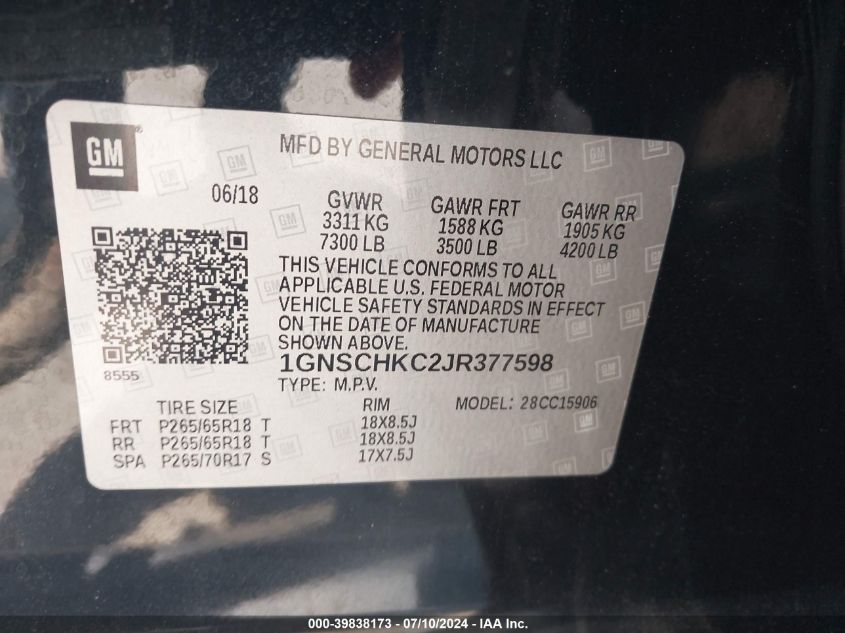 GM
MFD BY GENERAL MOTORS LLC
06/18
GVWR GAWR FRT GAWR RR
3311 KG 1588 KG 1905 KG
7300 LB 3500 LB 4200 LB
THIS VEHICLE CONFORMS TO ALL
APPLICABLE U.S. FEDERAL MOTOR
VEHICLE SAFETY STANDARDS IN EFFECT
ON THE DATE OF MANUFACTURE
SHOWN ABOVE.
8555
1GNSCHKC2JR377598
TYPE: M.P.V. MODEL: 28CC15906
TIRE SIZE RIM
FRT P265/65R18 T 18X8.5J
RR P265/65R18 T 18X8.5J
SPA P265/70R17 S 17X7.5J
000-39838173 - 07/10/2024 - IAA, Inc.